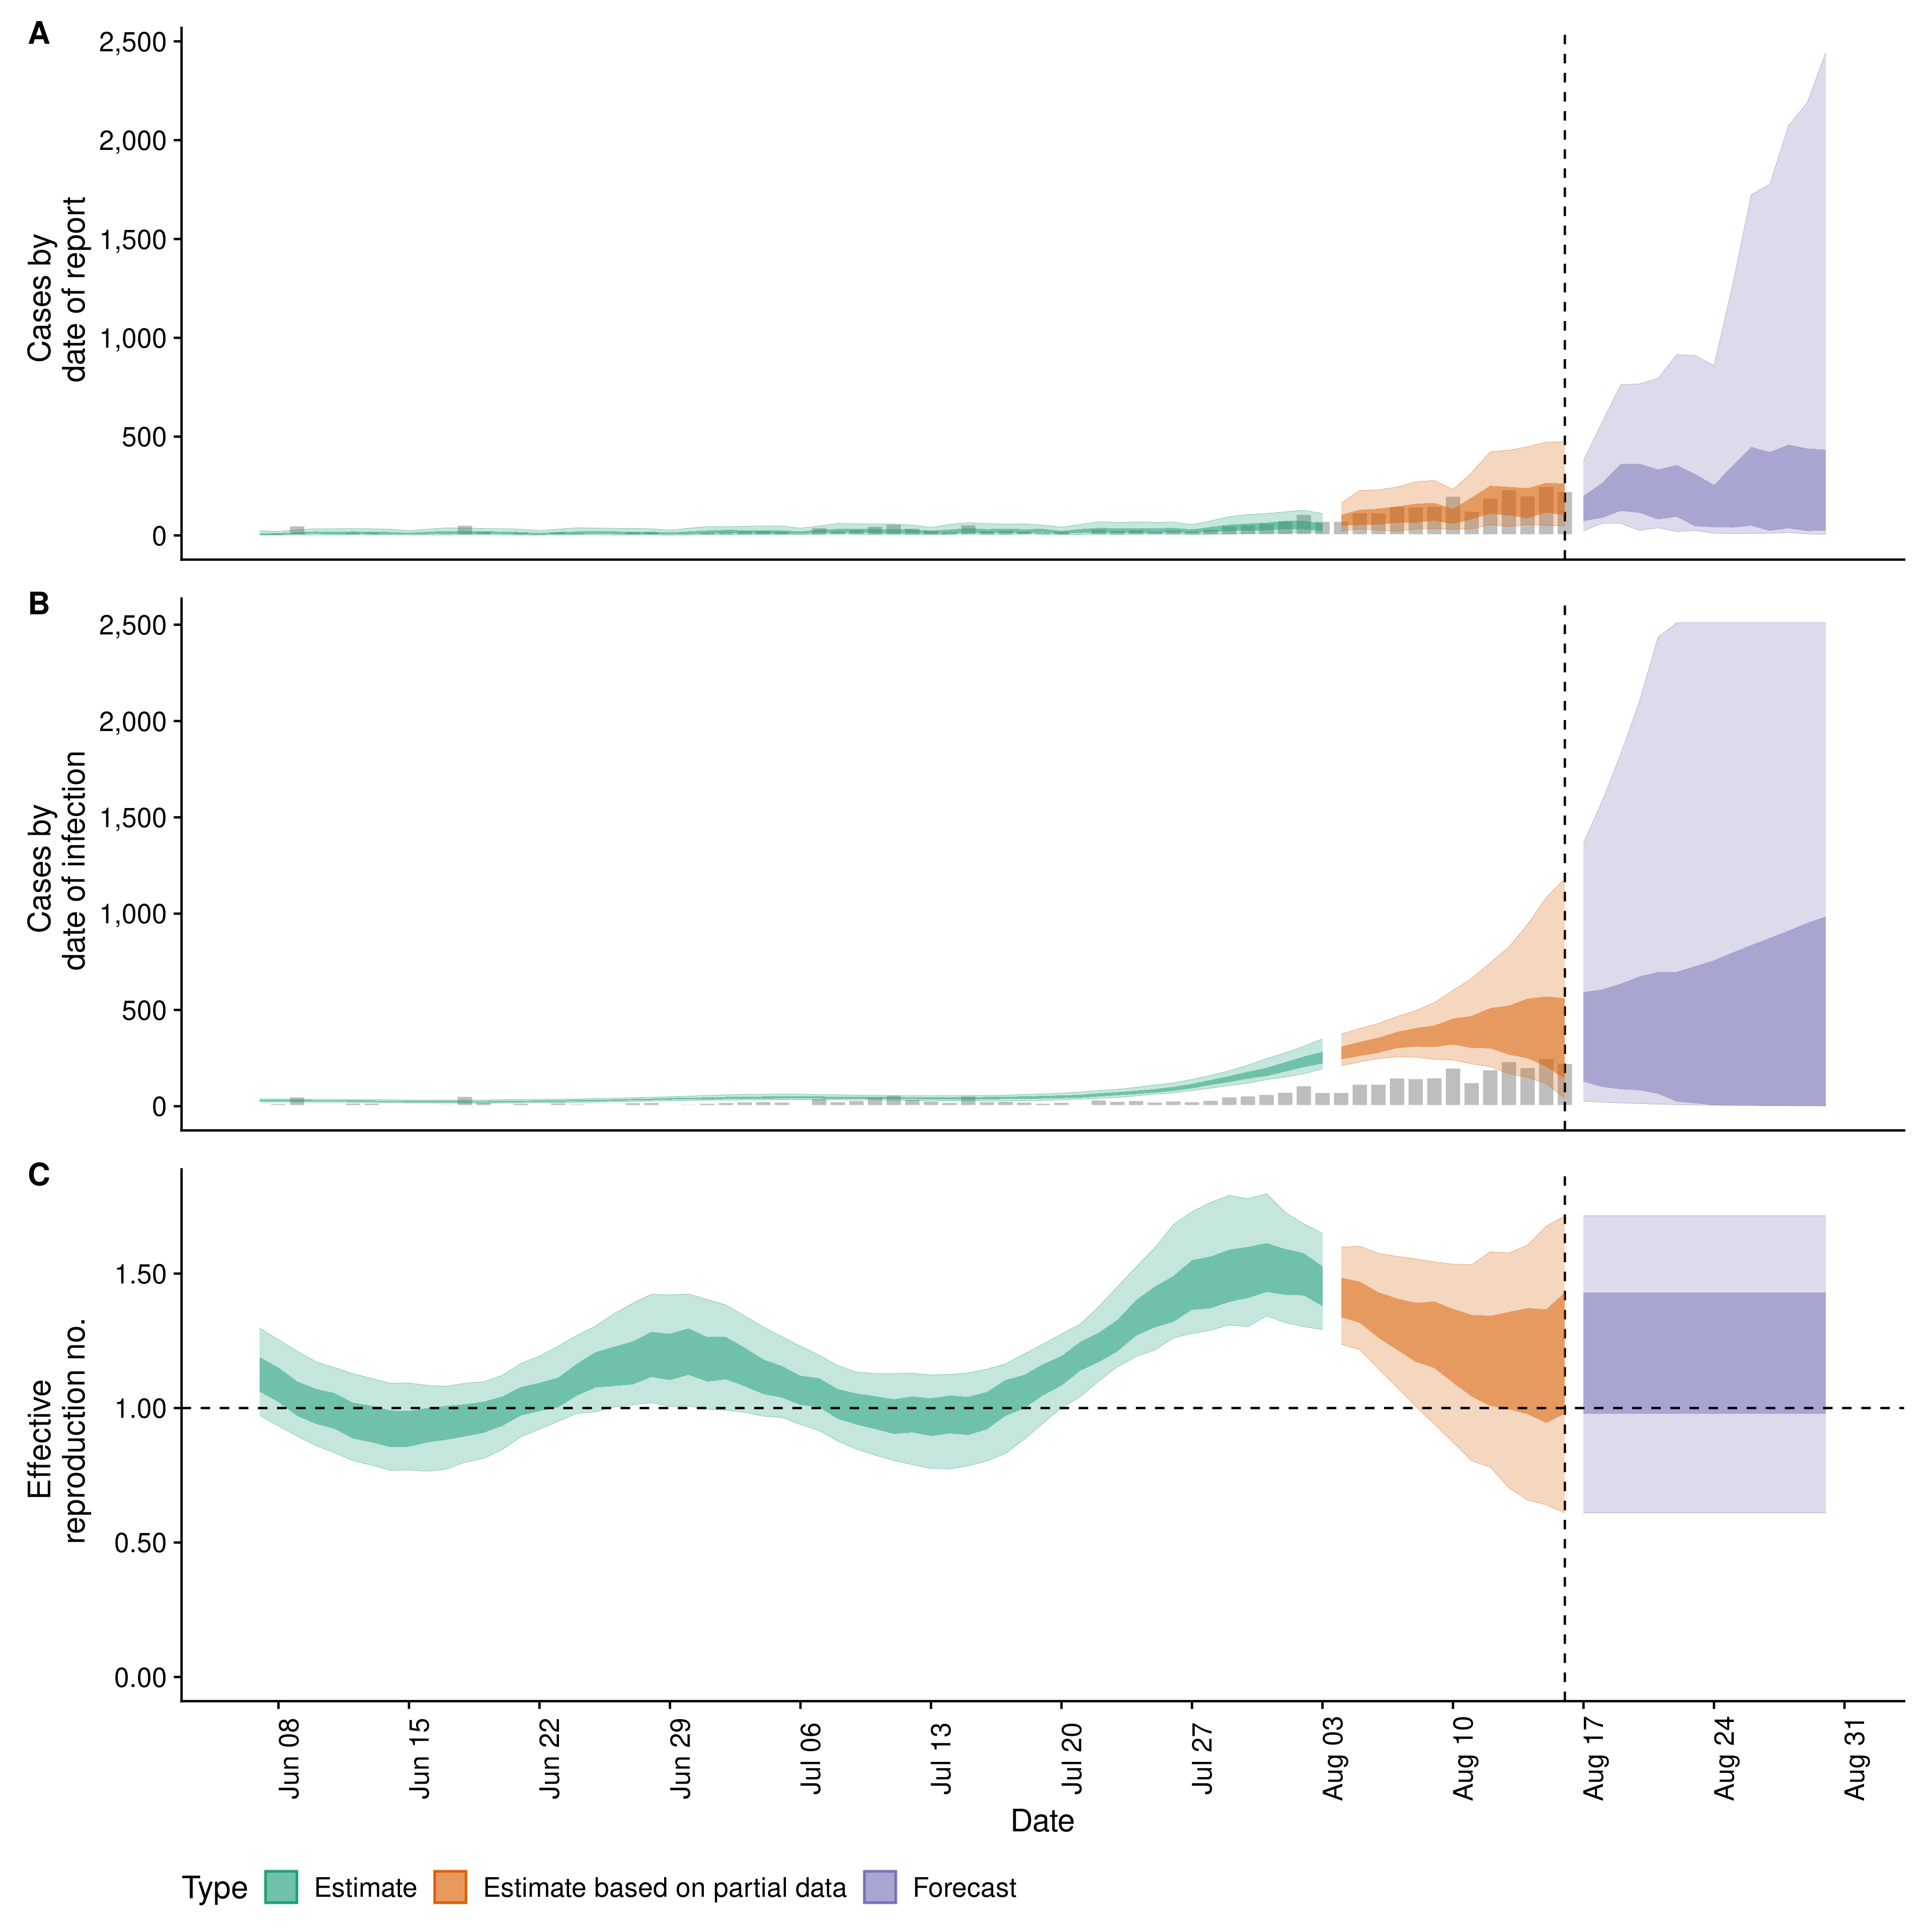 A
Cases by
date of report
2,500
2,000
1,500
1,000
500
0
B
Cases by
date of infection
2,500
2,000
1,500
1,000
500
0
C
Effective
reproduction no.
1.50
1.00
0.50
0.00
Jun 08
Jun 15
Jun 22
Jun 29
Jul 06
Jul 13
Jul 20
Jul 27
Aug 03
Aug 10
Aug 17
Aug 24
Aug 31
Date
Type Estimate Estimate based on partial data Forecast